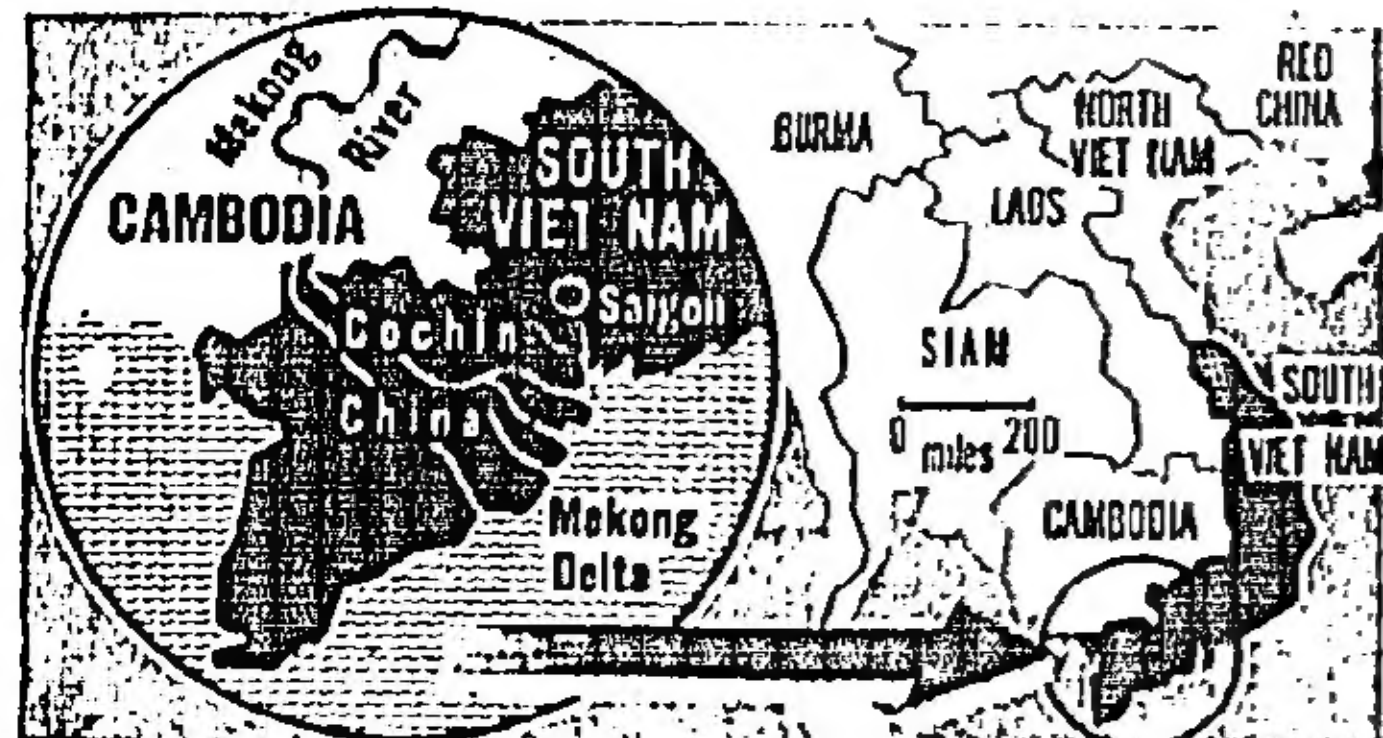 Mekong
River
CAMBODIA
SOUTH
VIET NAM
Saigon
Cochin
China
Mekong
Delta
BURMA
NORTH
VIET NAM
RED
CHINA
LAOS
SIAM
0 miles 200
CAMBODIA
SOUTH
VIET NAM